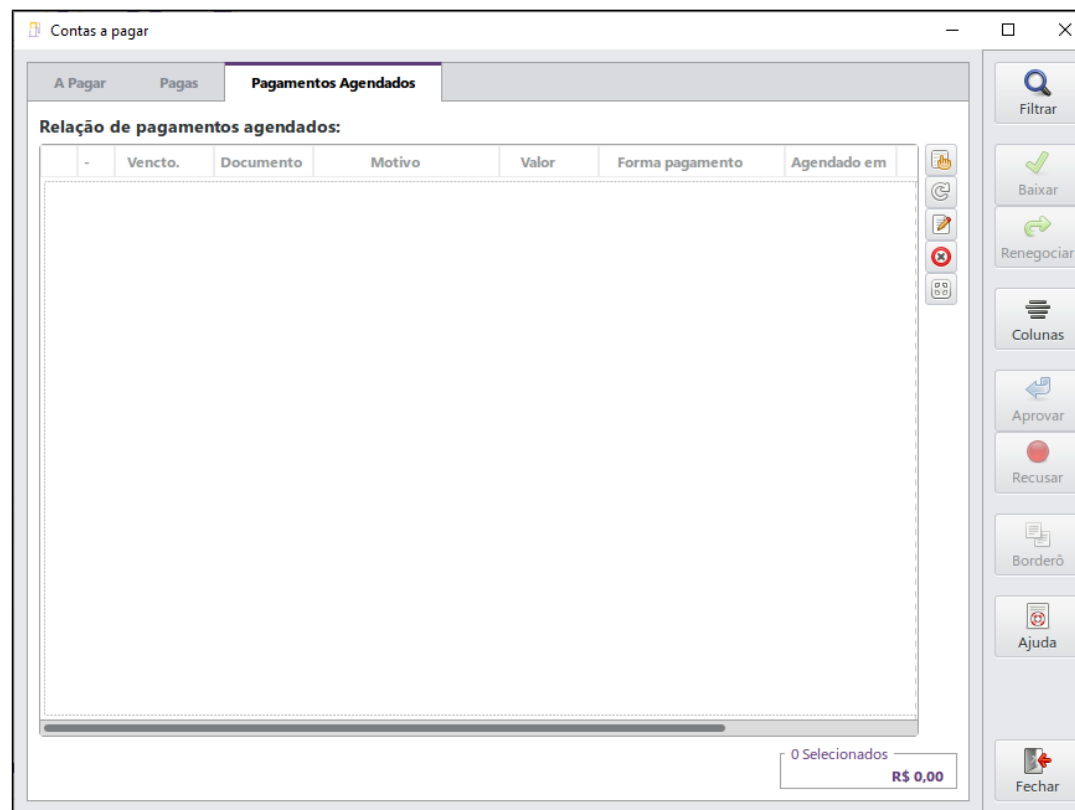 Contas a pagar
A Pagar Pagas Pagamentos Agendados
Relação de pagamentos agendados:
- Vencto. Documento Motivo Valor Forma pagamento Agendado em
0 Selecionados
R$ 0,00
Filtrar
Baixar
Renegociar
Colunas
Aprovar
Recusar
Borderô
Ajuda
Fechar